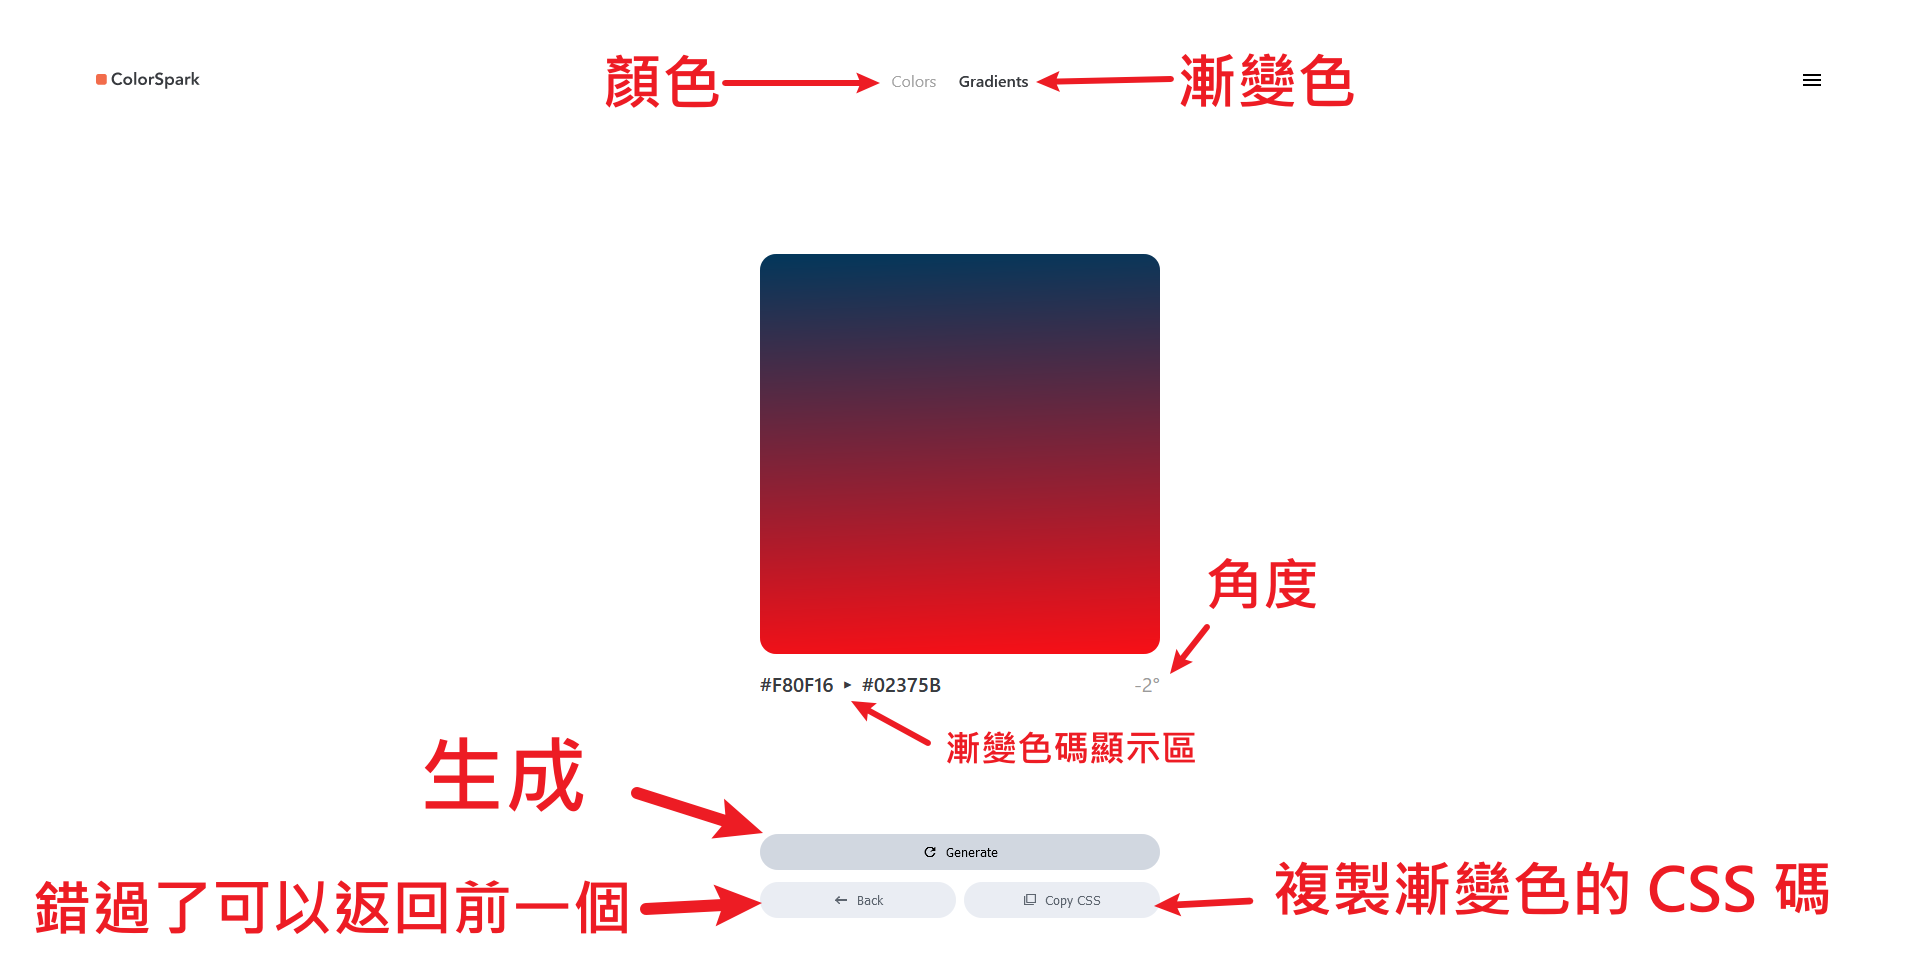 ColorSpark
顏色
Colors
Gradients
漸變色
角度
#F80F16 ▸ #02375B
-2°
漸變色碼顯示區
生成
Generate
錯過了可以返回前一個
Back
Copy CSS
複製漸變色的 CSS 碼